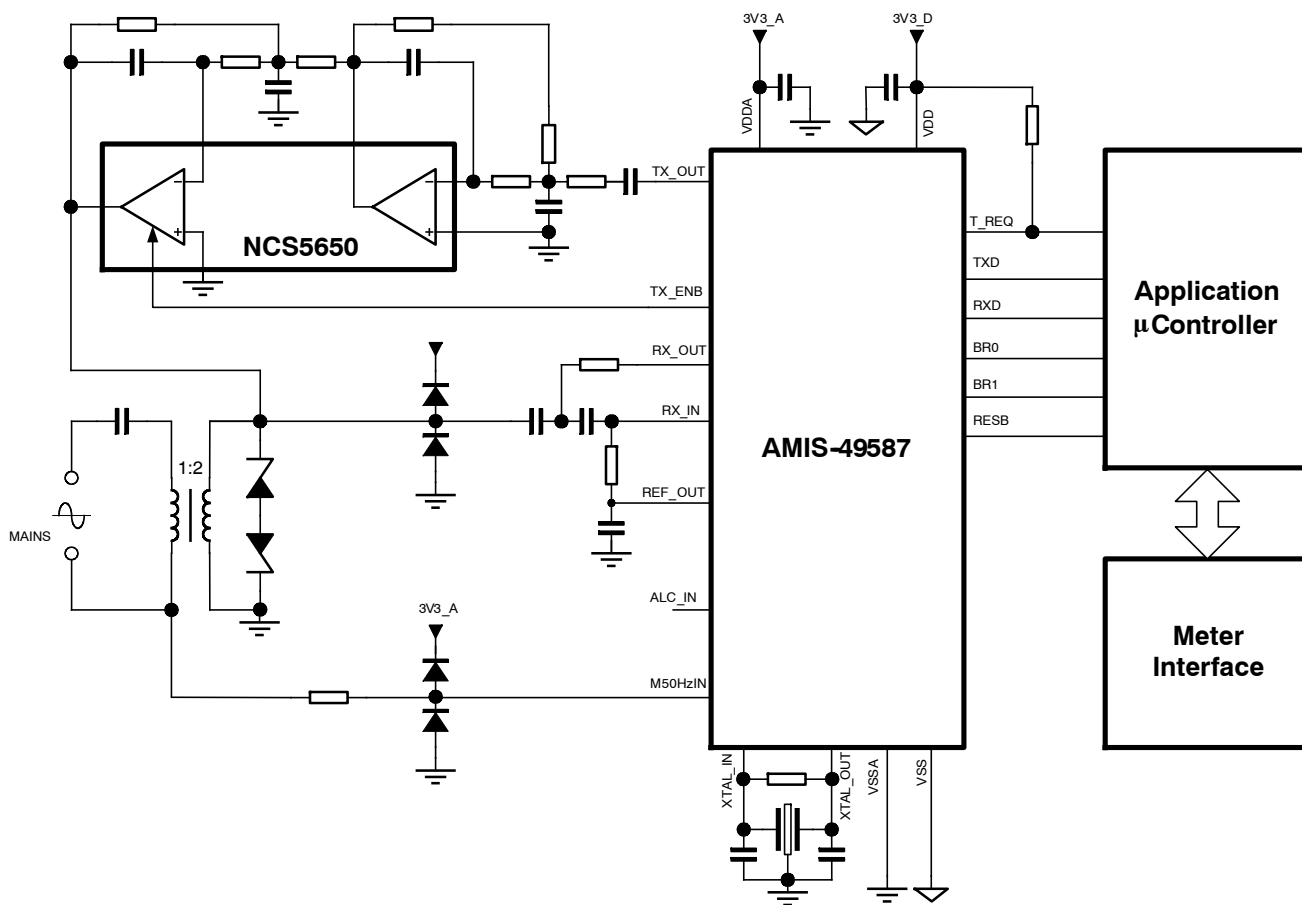 3V3_A
3V3_D
VDDA
VDD
TX_OUT
T_REQ
NCS5650
TXD
TX_ENB
RXD
Application
μController
RX_OUT
BR0
BR1
RX_IN
RESB
AMIS-49587
1:2
REF_OUT
MAINS
ALC_IN
3V3_A
Meter
Interface
M50HzIN
XTAL_IN
XTAL_OUT
VSSA
VSS